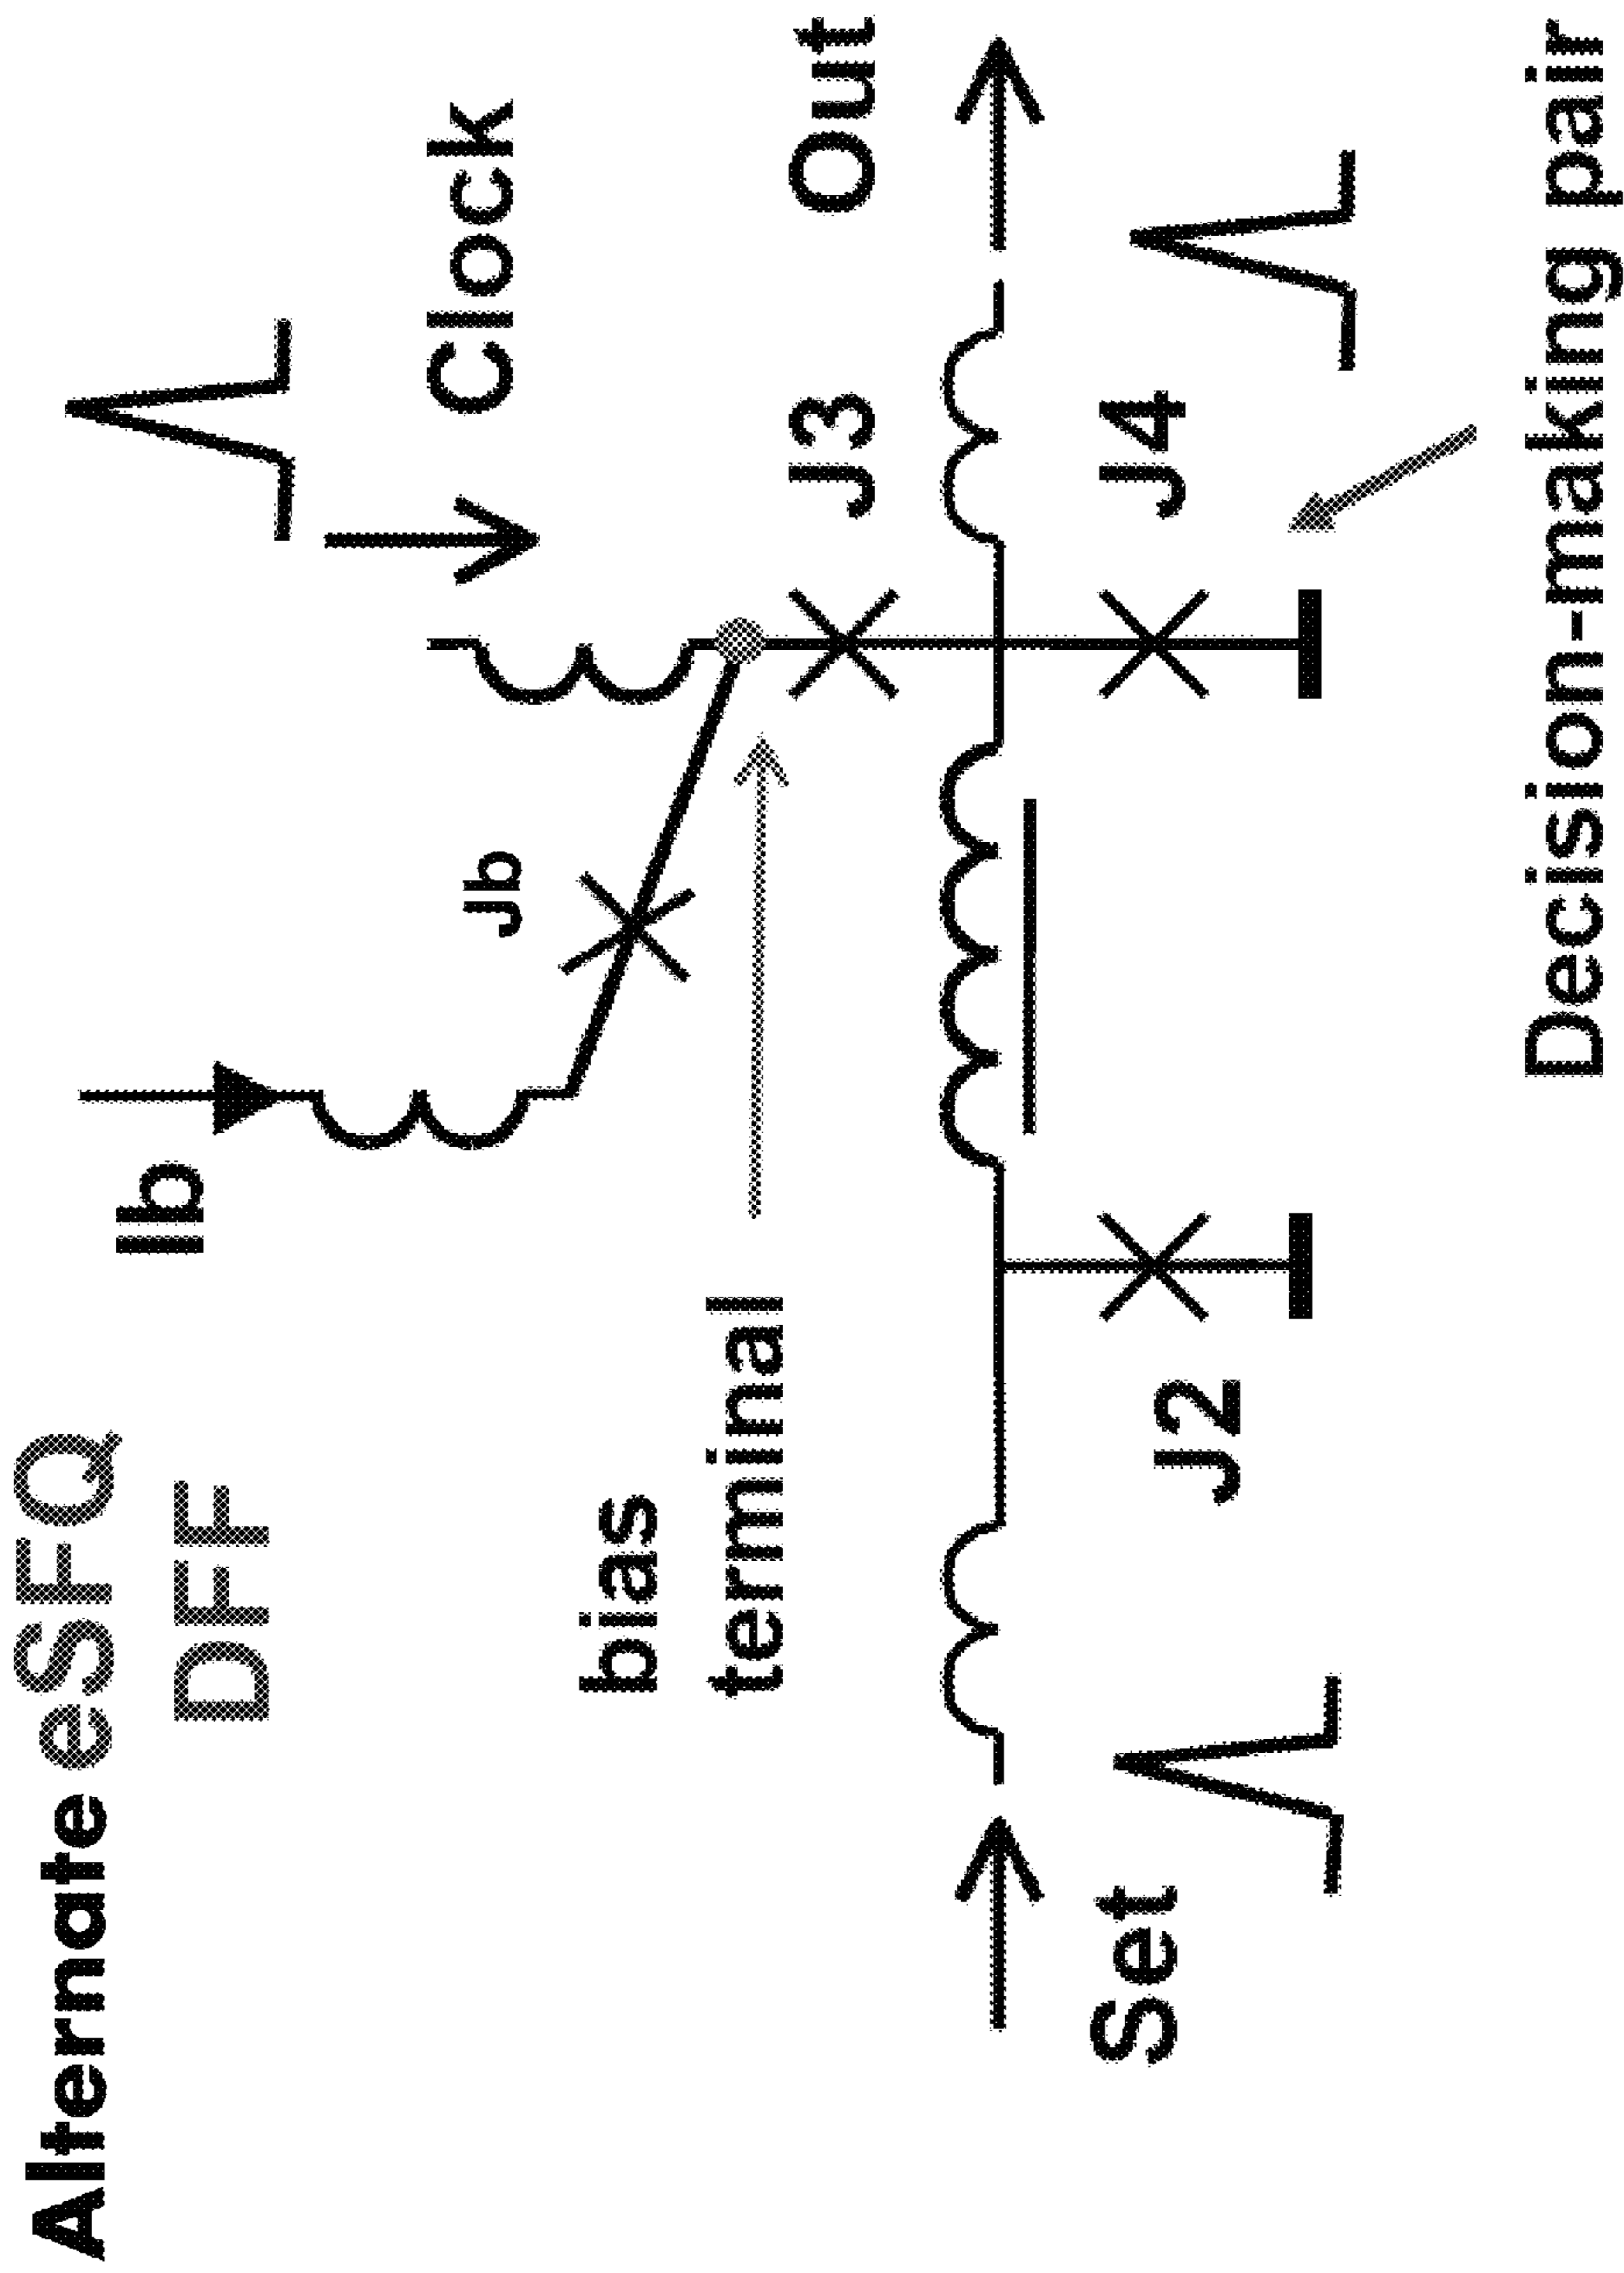 Alternate eSFQ
DFF
Ib
Clock
Jb
bias
terminal
J3
Out
J2
J4
Set
Decision-making pair